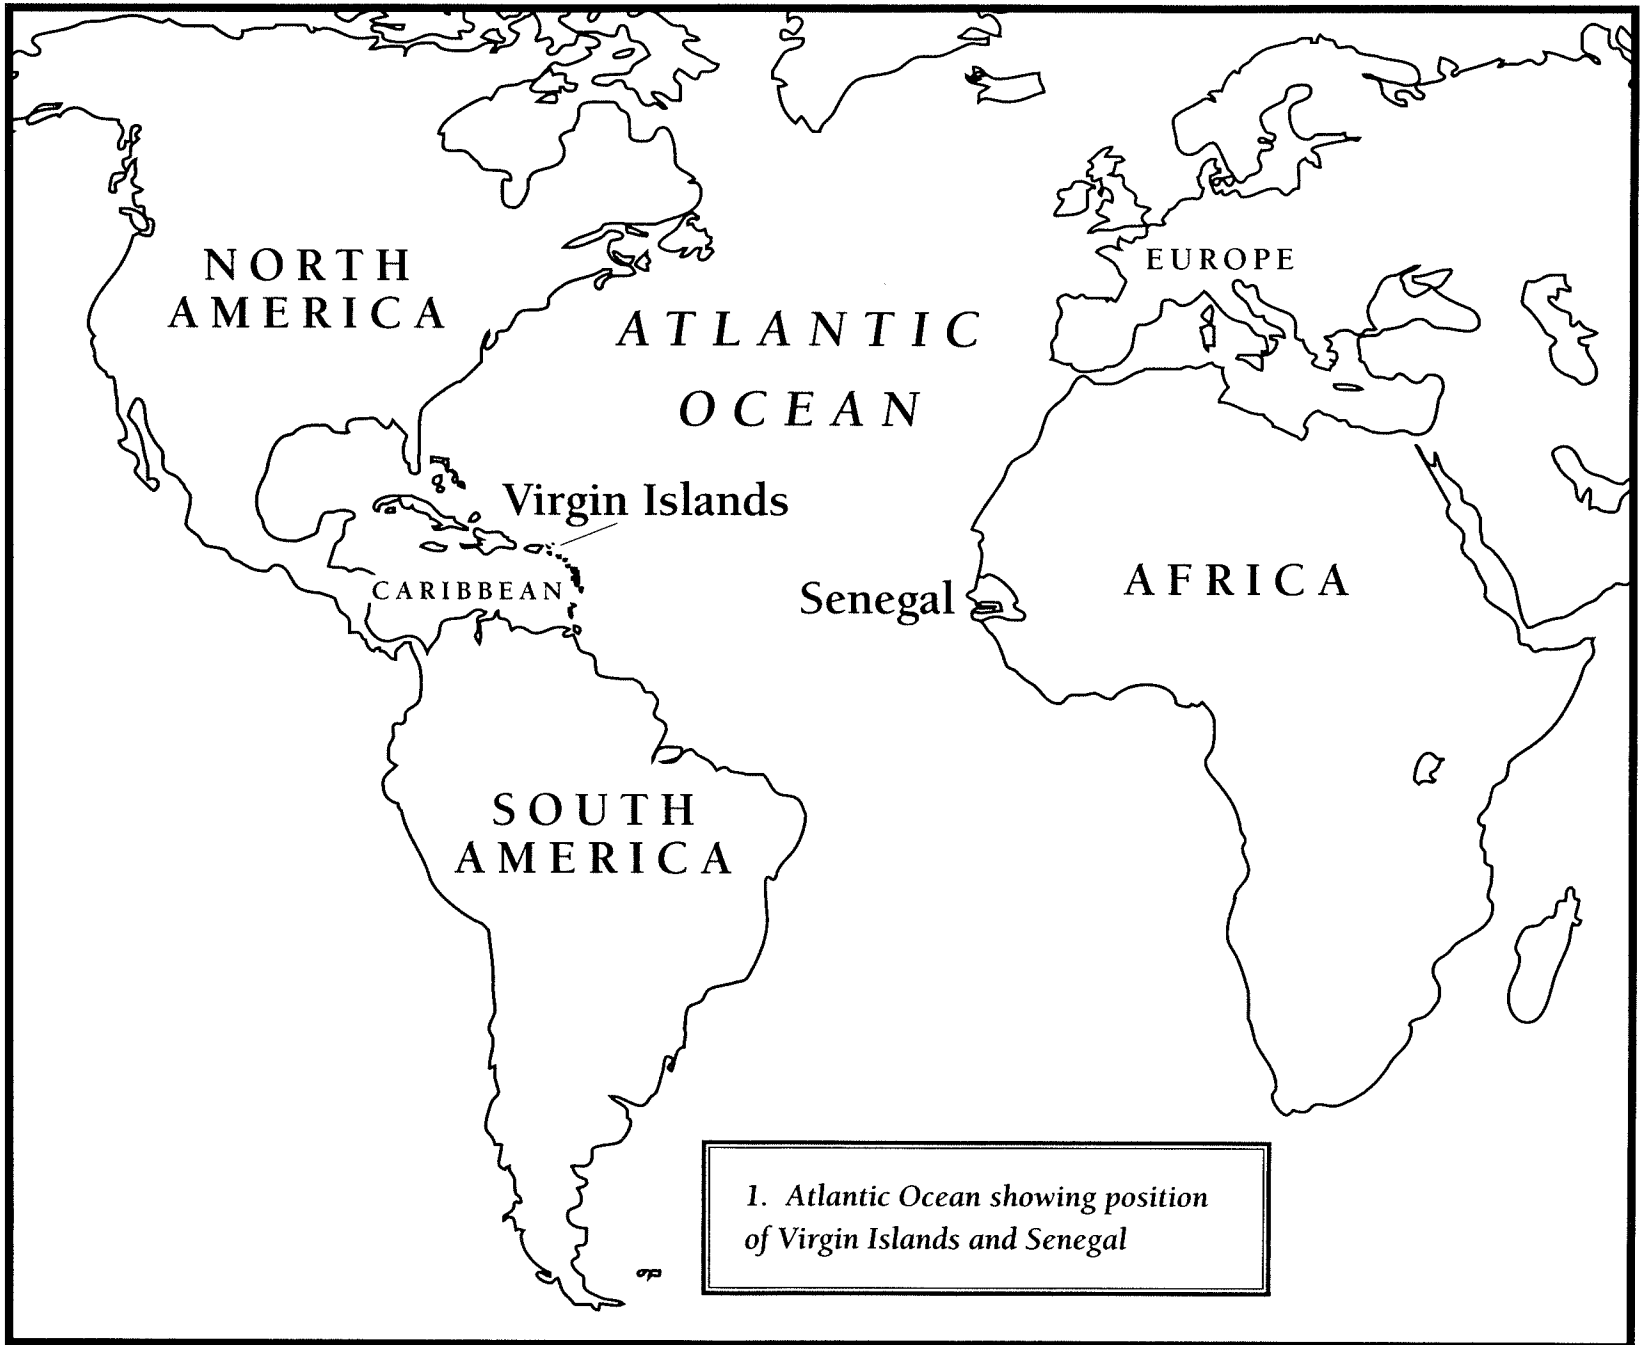 NORTH
AMERICA
EUROPE
ATLANTIC
OCEAN
Virgin Islands
CARIBBEAN
Senegal
AFRICA
SOUTH
AMERICA
1. Atlantic Ocean showing position
of Virgin Islands and Senegal